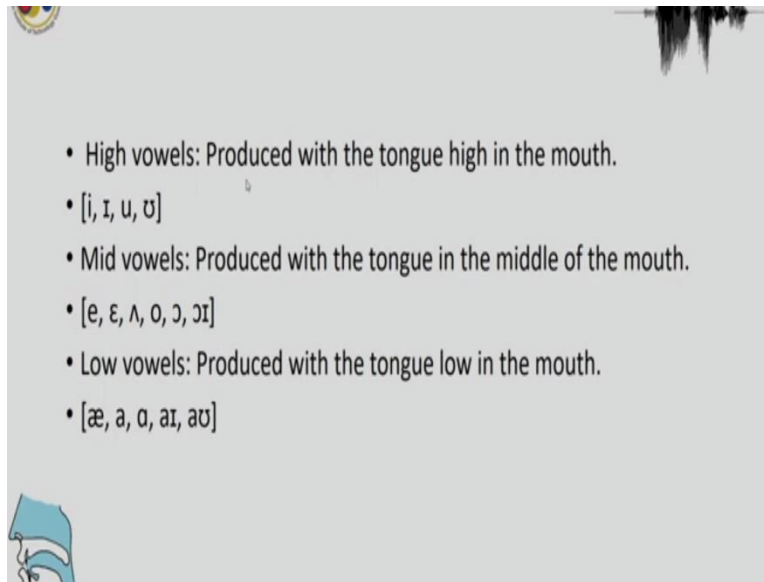 • High vowels: Produced with the tongue high in the mouth.
• [i, ɪ, u, ʊ]
• Mid vowels: Produced with the tongue in the middle of the mouth.
• [e, ɛ, ʌ, o, ɔ, ɔɪ]
• Low vowels: Produced with the tongue low in the mouth.
• [æ, a, ɑ, aɪ, aʊ]